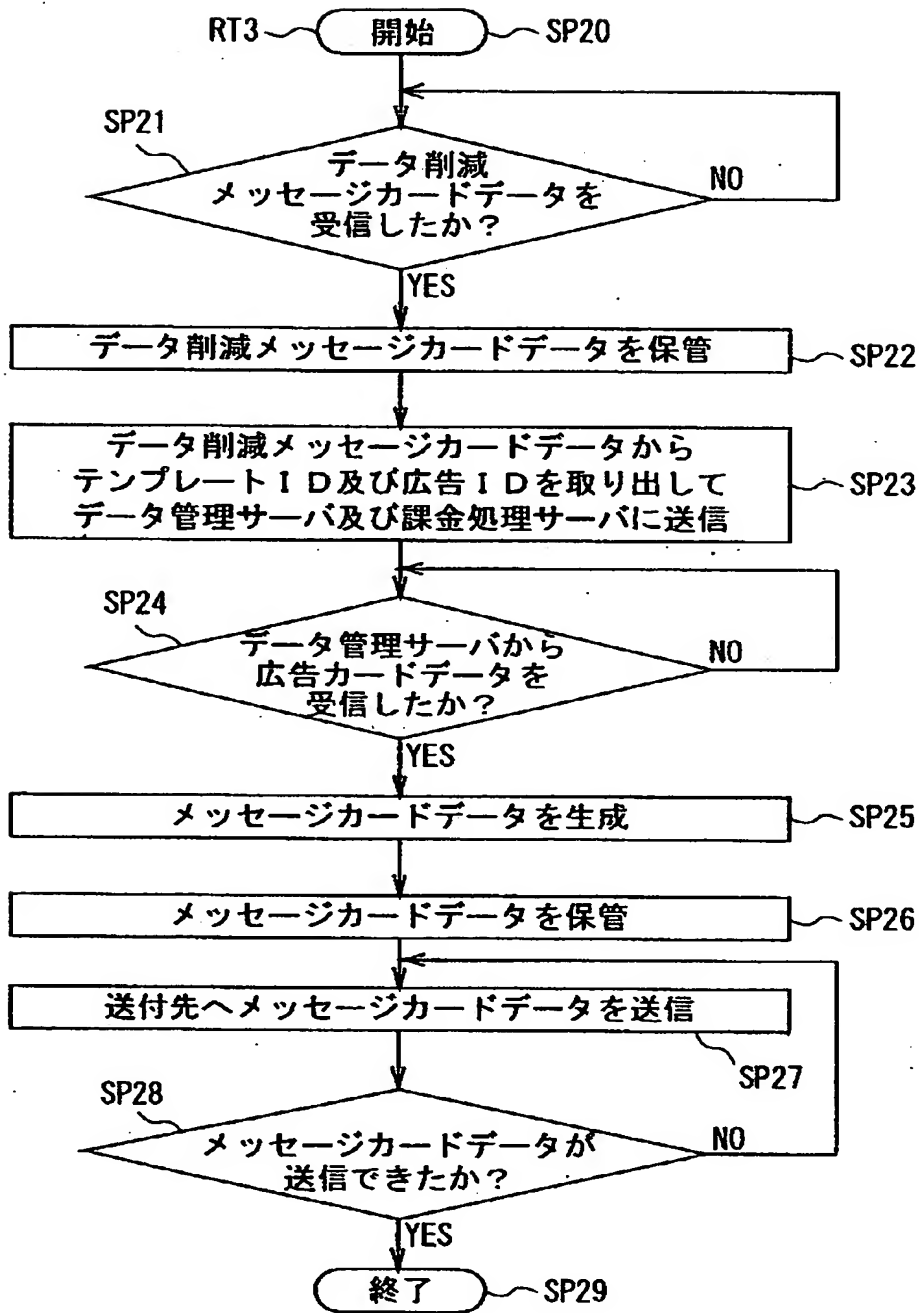 RT3 開始 SP20
SP21
データ削減
メッセージカードデータを
受信したか？
NO
YES
データ削減メッセージカードデータを保管
SP22
データ削減メッセージカードデータから
テンプレートＩＤ及び広告ＩＤを取り出して
データ管理サーバ及び課金処理サーバに送信
SP23
SP24
データ管理サーバから
広告カードデータを
受信したか？
NO
YES
メッセージカードデータを生成
SP25
メッセージカードデータを保管
SP26
送付先へメッセージカードデータを送信
SP27
SP28
メッセージカードデータが
送信できたか？
NO
YES
終了 SP29